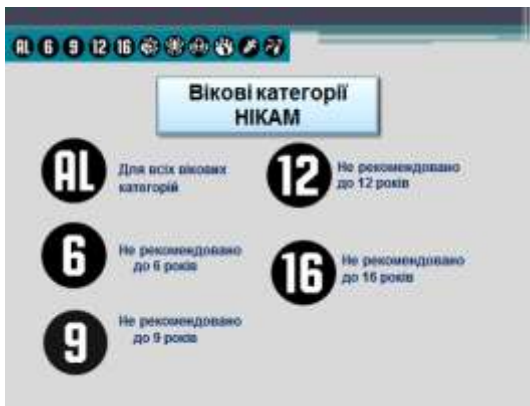 AL 6 9 12 16
Вікові категорії
НІКАМ
AL
Для всіх вікових
категорій
6
Не рекомендовано
до 6 років
9
Не рекомендовано
до 9 років
12
Не рекомендовано
до 12 років
16
Не рекомендовано
до 16 років